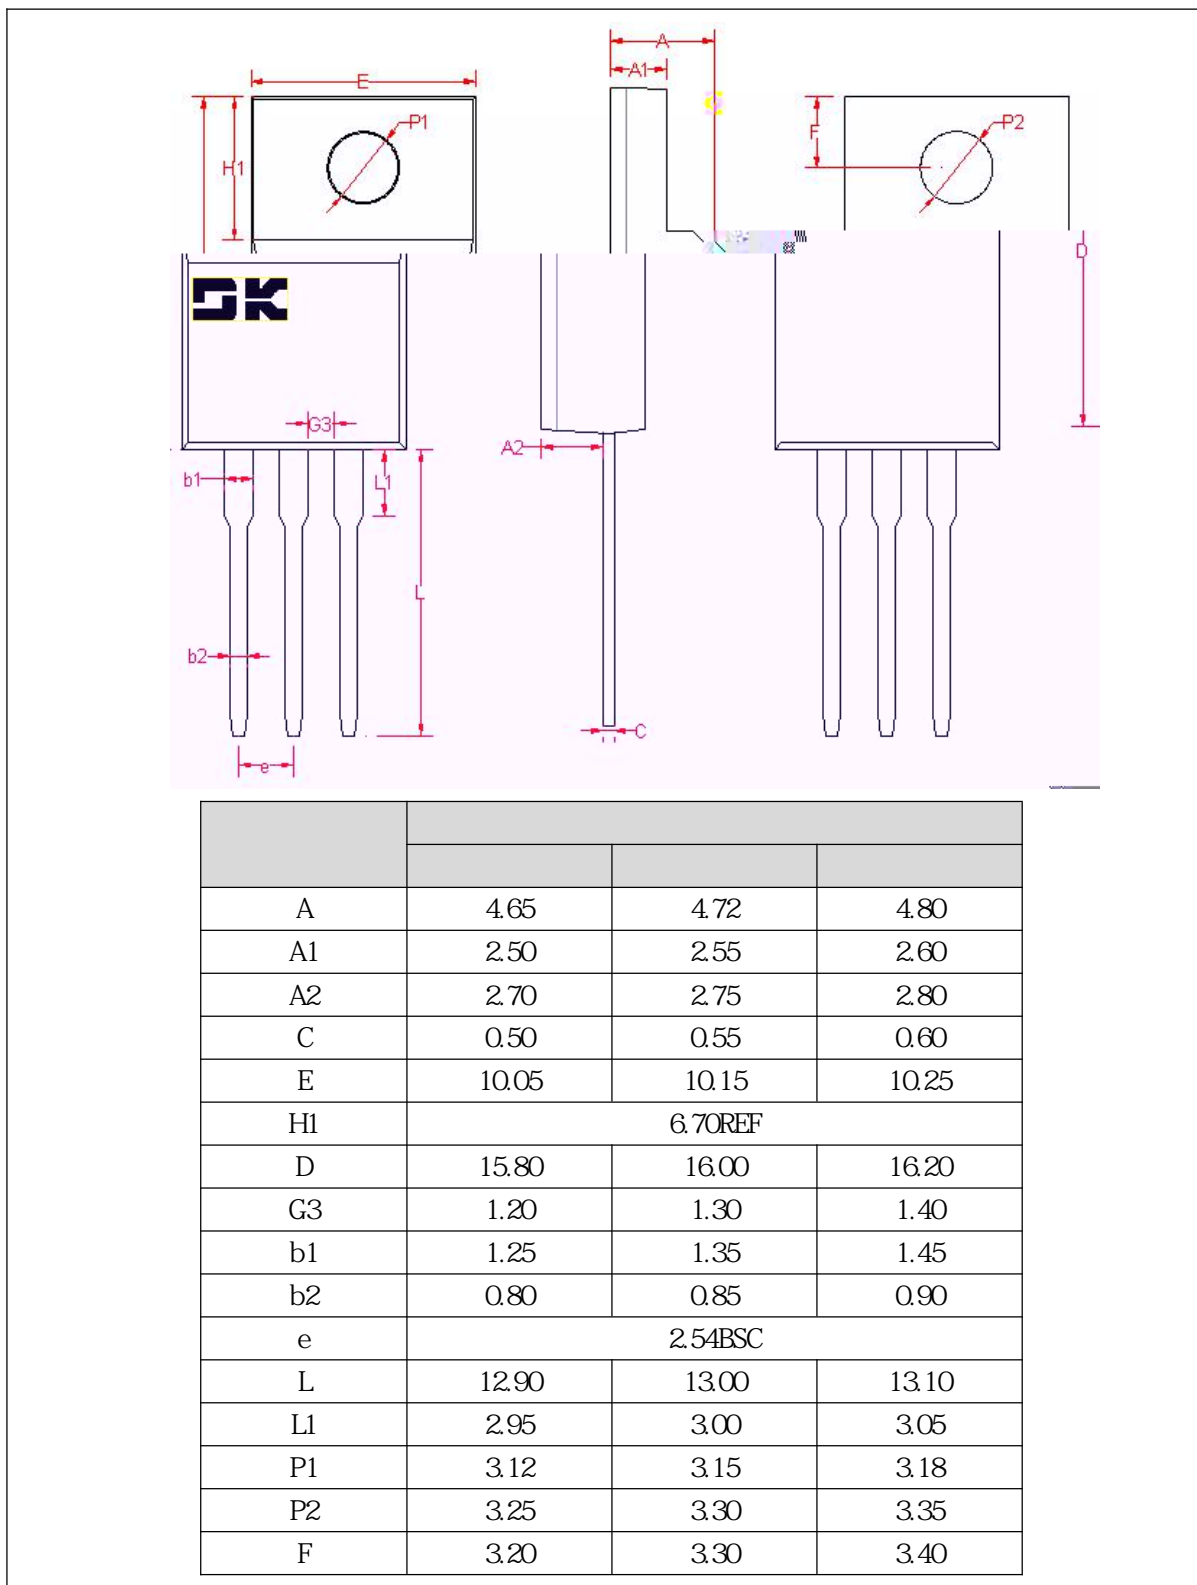 A
A1
E
P1
P2
F
H1
D
DK
G3
A2
b1
L1
L
b2
C
e
A 4.65 4.72 4.80
A1 2.50 2.55 2.60
A2 2.70 2.75 2.80
C 0.50 0.55 0.60
E 10.05 10.15 10.25
H1 6.70REF
D 15.80 16.00 16.20
G3 1.20 1.30 1.40
b1 1.25 1.35 1.45
b2 0.80 0.85 0.90
e 2.54BSC
L 12.90 13.00 13.10
L1 2.95 3.00 3.05
P1 3.12 3.15 3.18
P2 3.25 3.30 3.35
F 3.20 3.30 3.40